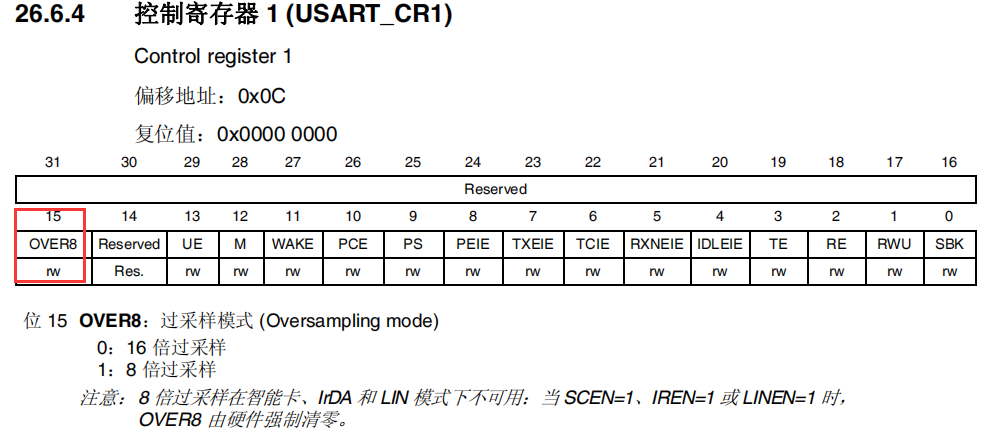 26.6.4 控制寄存器 1 (USART_CR1)
Control register 1
偏移地址：0x0C
复位值：0x0000 0000
31 30 29 28 27 26 25 24 23 22 21 20 19 18 17 16
Reserved
15 14 13 12 11 10 9 8 7 6 5 4 3 2 1 0
OVER8 Reserved UE M WAKE PCE PS PEIE TXEIE TCIE RXNEIE IDLEIE TE RE RWU SBK
rw Res. rw rw rw rw rw rw rw rw rw rw rw rw rw rw
位 15 OVER8：过采样模式 (Oversampling mode)
0：16 倍过采样
1：8 倍过采样
注意：8 倍过采样在智能卡、IrDA 和 LIN 模式下不可用：当 SCEN=1、IREN=1 或 LINEN=1 时，
OVER8 由硬件强制清零。